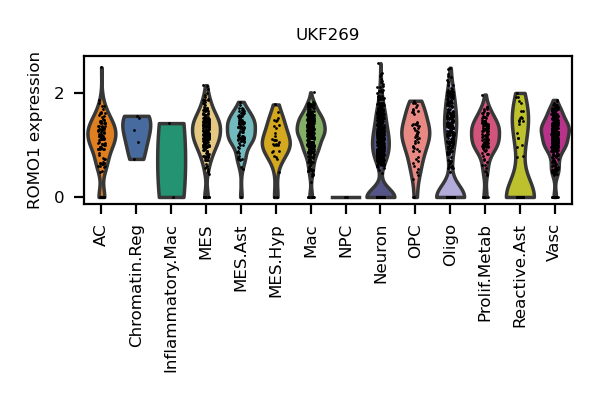 UKF269
ROMO1 expression
2
0
AC
Chromatin.Reg
Inflammatory.Mac
MES
MES.Ast
MES.Hyp
Mac
NPC
Neuron
OPC
Oligo
Prolif.Metab
Reactive.Ast
Vasc